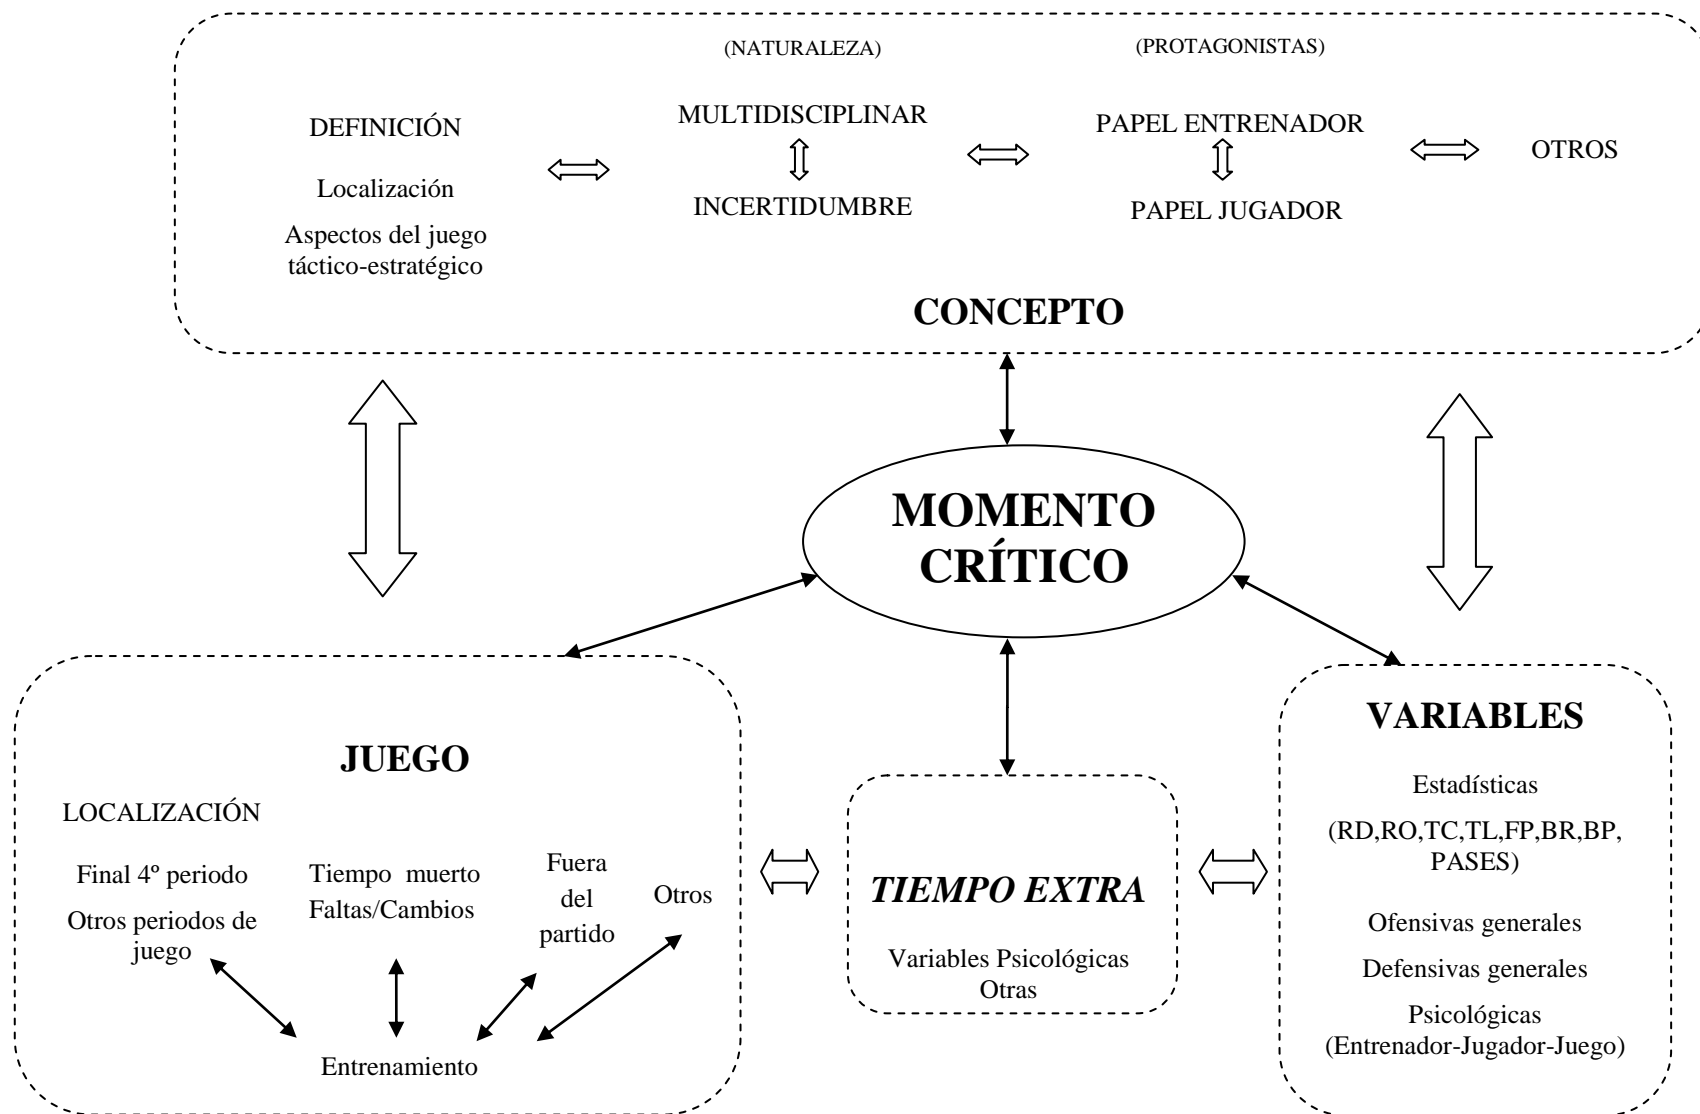 (NATURALEZA)
(PROTAGONISTAS)
DEFINICIÓN
Localización
Aspectos del juego
táctico-estratégico
MULTIDISCIPLINAR
INCERTIDUMBRE
PAPEL ENTRENADOR
PAPEL JUGADOR
OTROS
CONCEPTO
MOMENTO
CRÍTICO
JUEGO
LOCALIZACIÓN
Final 4º periodo
Otros periodos de
juego
Tiempo muerto
Faltas/Cambios
Fuera
del
partido
Otros
Entrenamiento
TIEMPO EXTRA
Variables Psicológicas
Otras
VARIABLES
Estadísticas
(RD,RO,TC,TL,FP,BR,BP,
PASES)
Ofensivas generales
Defensivas generales
Psicológicas
(Entrenador-Jugador-Juego)